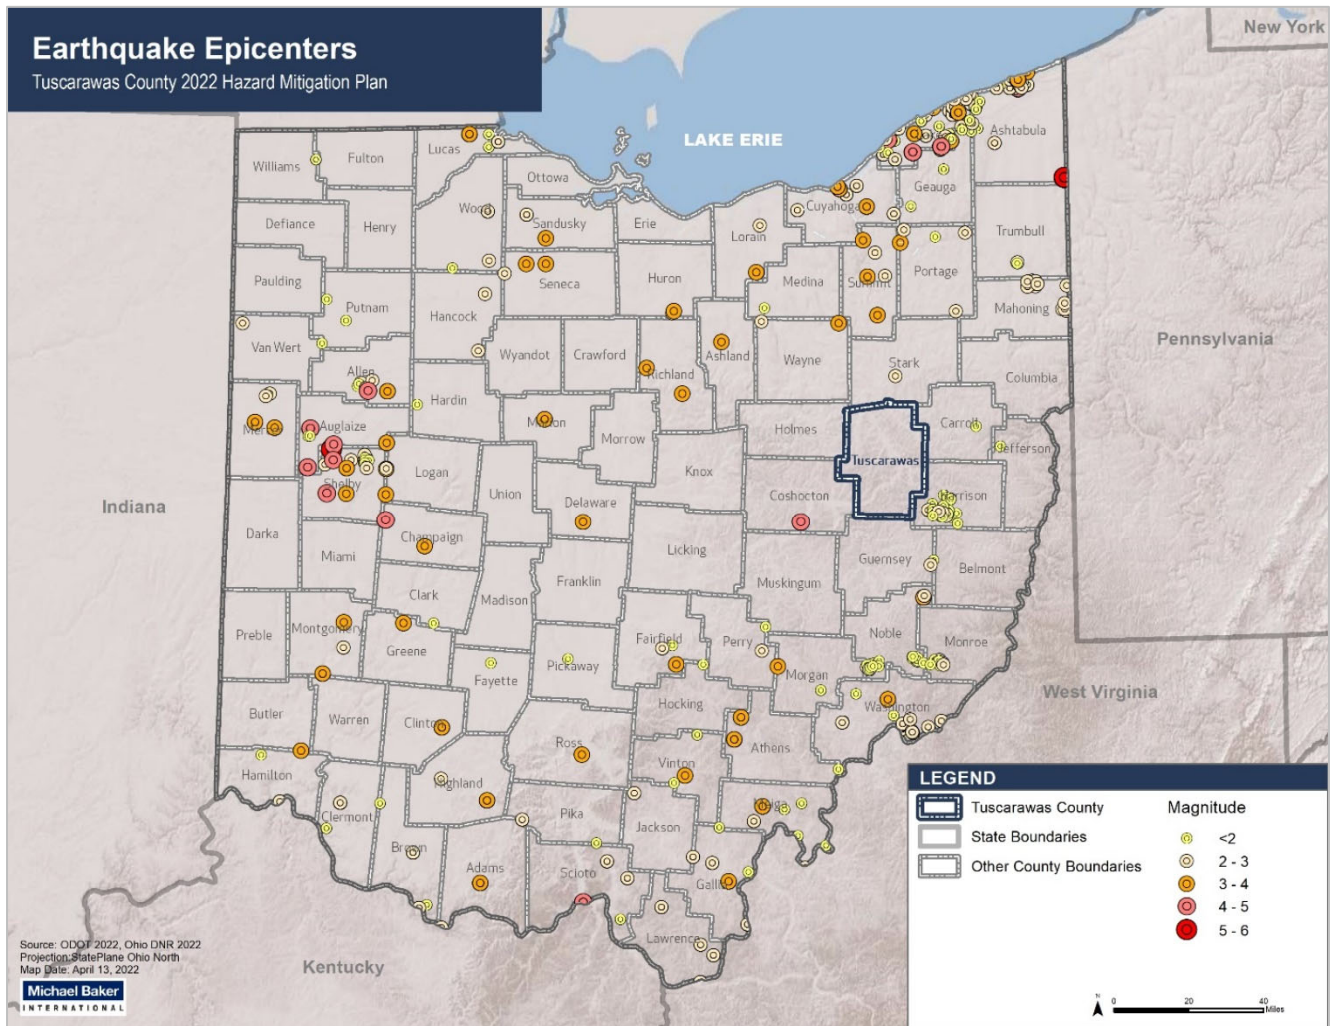 Earthquake Epicenters
Tuscarawas County 2022 Hazard Mitigation Plan
New York
LAKE ERIE
Ashtabula
Lucas
Fulton
Williams
Ottowa
Geauga
Wood
Sandusky
Erie
Cuyahoga
Defiance
Henry
Lorain
Trumbull
Paulding
Seneca
Huron
Medina
Summit
Portage
Putnam
Hancock
Mahoning
Van Wert
Wyandot
Crawford
Ashland
Wayne
Stark
Pennsylvania
Allen
Richland
Columbia
Hardin
Mercer
Auglaize
Marion
Morrow
Holmes
Carroll
Jefferson
Tuscarawas
Logan
Knox
Shelby
Union
Coshocton
Harrison
Indiana
Delaware
Darka
Champaign
Miami
Licking
Guernsey
Belmont
Franklin
Muskingum
Clark
Madison
Preble
Montgomery
Greene
Fairfield
Perry
Noble
Monroe
Pickaway
Fayette
Morgan
West Virginia
Hocking
Washington
Butler
Warren
Clinton
Ross
Athens
Hamilton
Vinton
Highland
Meiga
Clermont
Pika
Jackson
Brown
Adams
Scioto
Gallia
Lawrence
Kentucky
LEGEND
Tuscarawas County
State Boundaries
Other County Boundaries
Magnitude
<2
2 - 3
3 - 4
4 - 5
5 - 6
Source: ODOT 2022, Ohio DNR 2022
Projection:StatePlane Ohio North
Map Date: April 13, 2022
Michael Baker
INTERNATIONAL
N
0 20 40
Miles